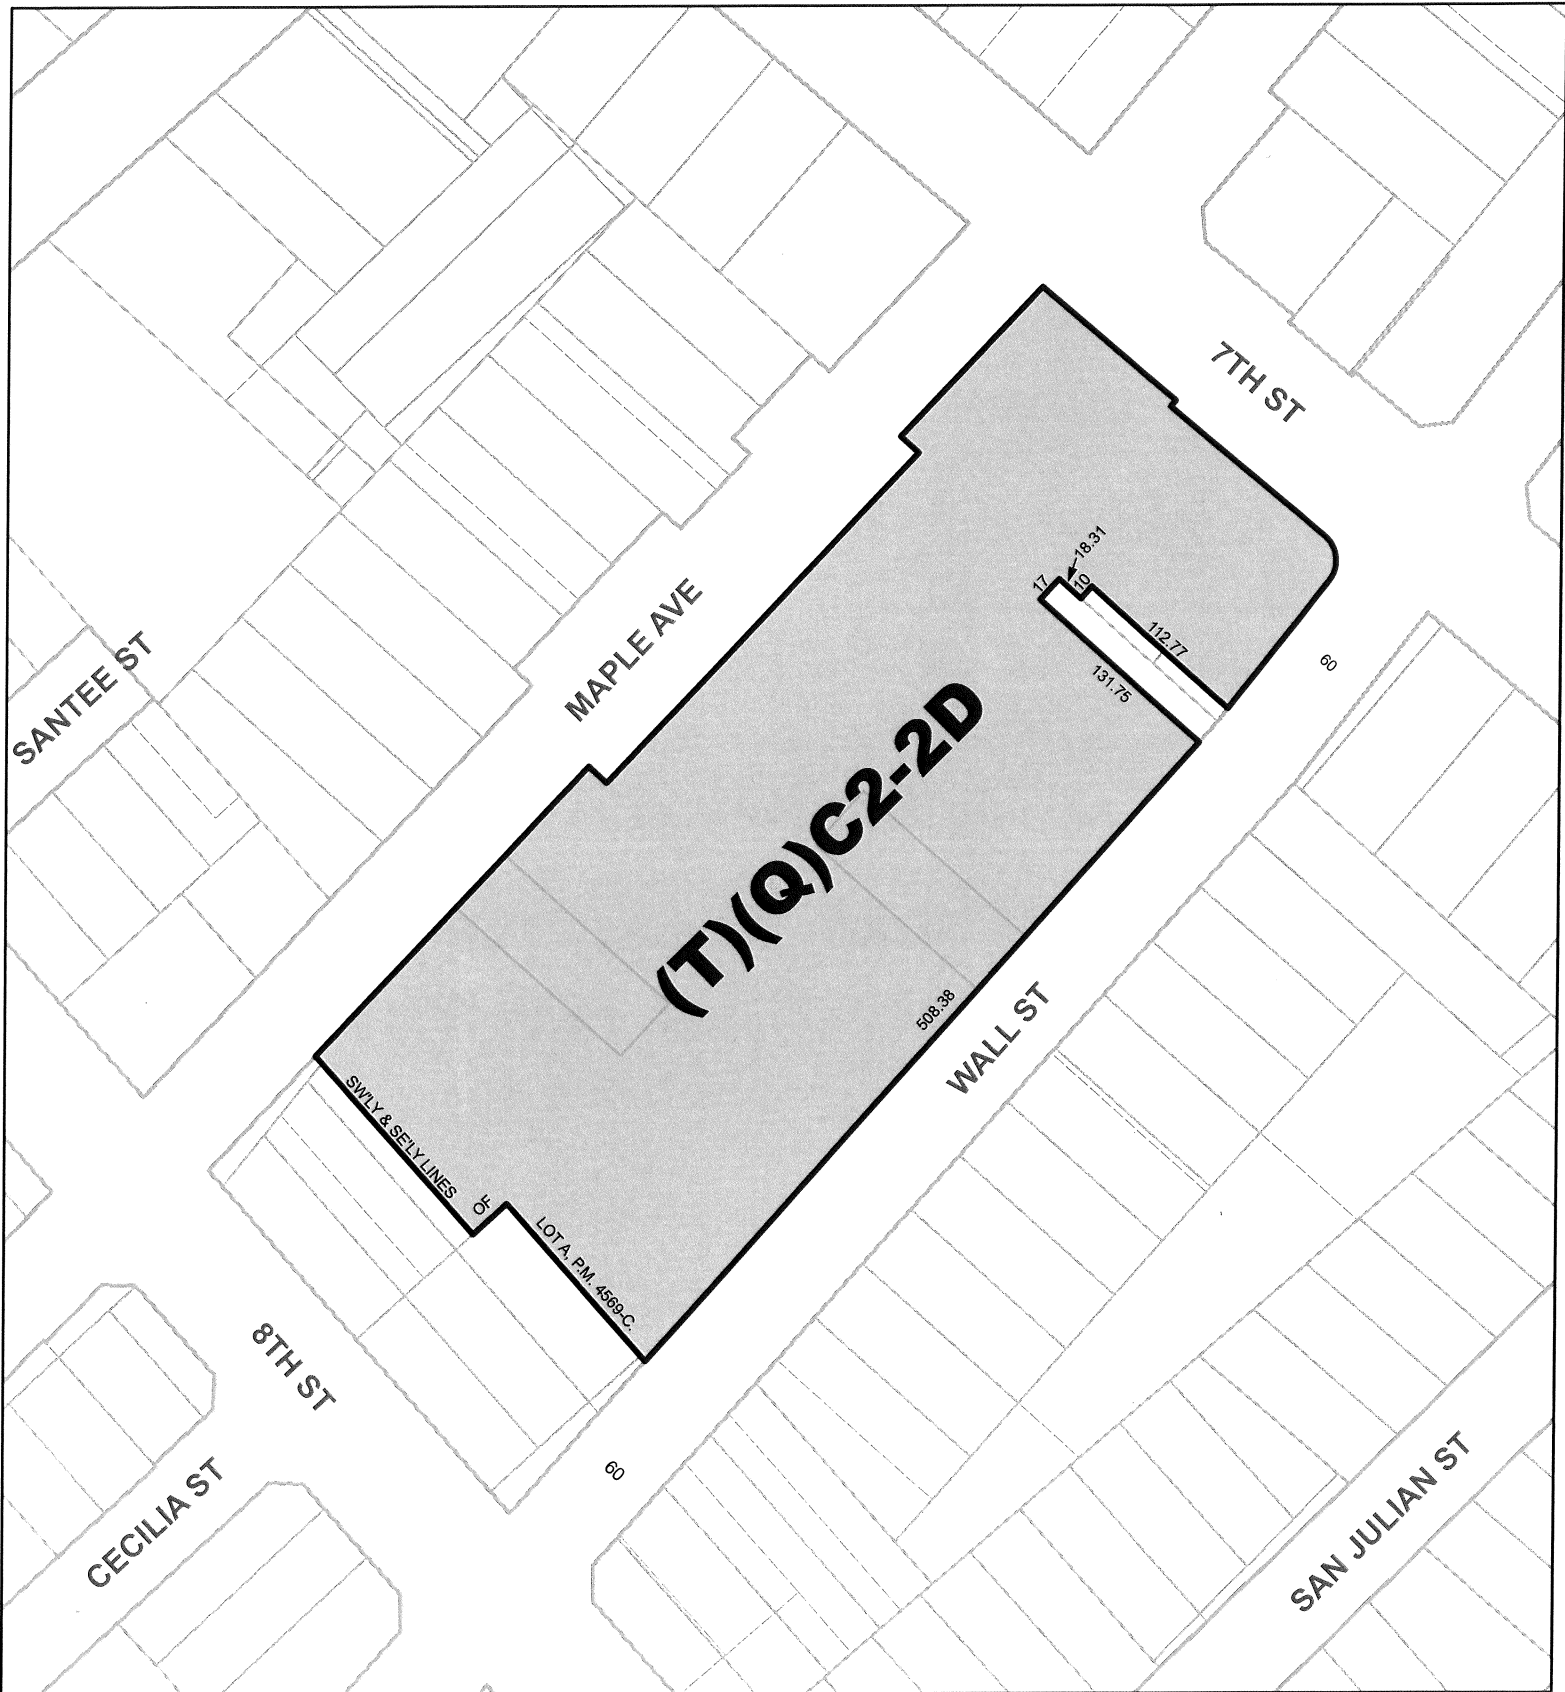 7TH ST
18.31
17
10
112.77
131.75
60
MAPLE AVE
SANTEE ST
(T)(Q)C2-2D
508.38
WALL ST
SW'LY & SE'LY LINES
OF
LOT A, P.M. 4569-C.
8TH ST
60
CECILIA ST
SAN JULIAN ST